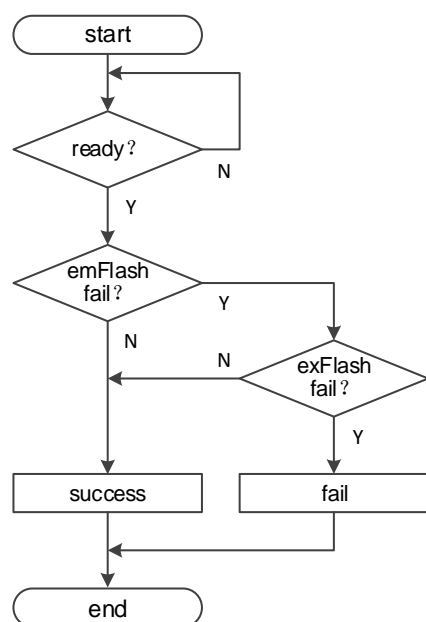 start
ready？
N
Y
emFlash
fail？
Y
N
N
exFlash
fail？
Y
success
fail
end